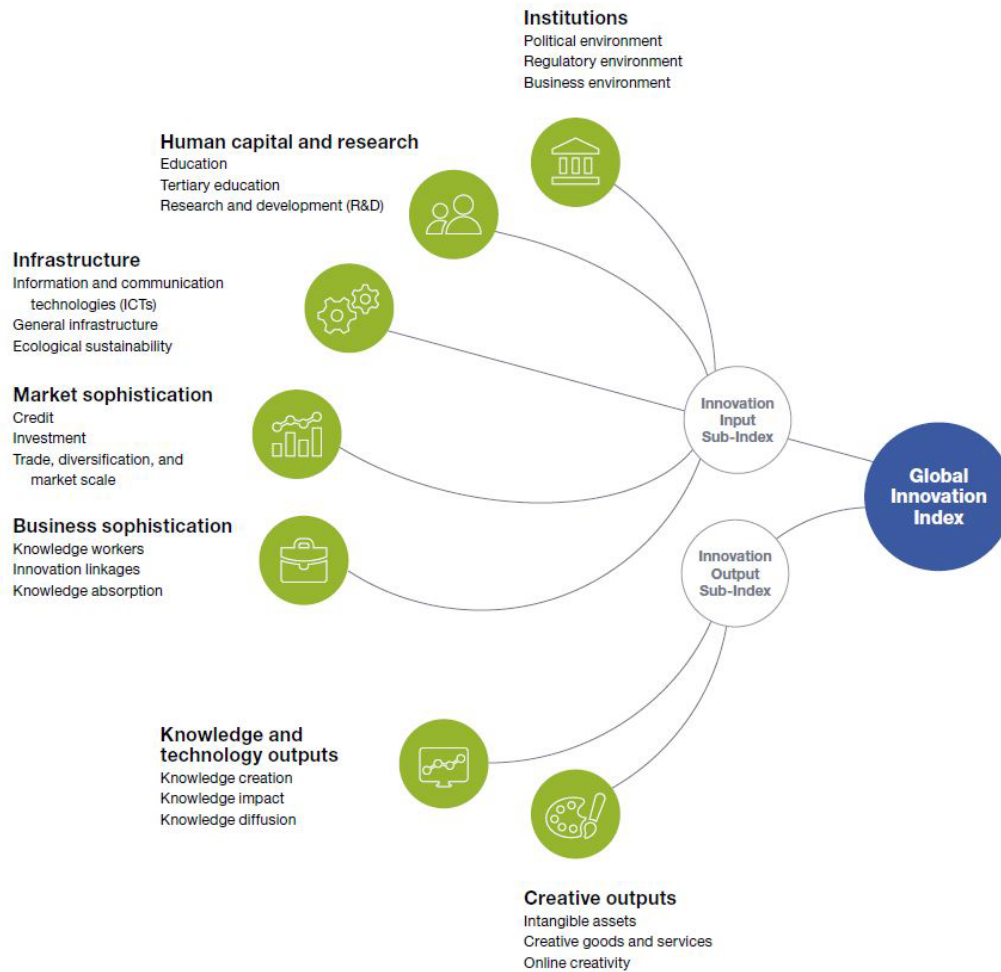 Institutions
Political environment
Regulatory environment
Business environment
Human capital and research
Education
Tertiary education
Research and development (R&D)
Infrastructure
Information and communication
technologies (ICTs)
General infrastructure
Ecological sustainability
Market sophistication
Credit
Investment
Trade, diversification, and
market scale
Business sophistication
Knowledge workers
Innovation linkages
Knowledge absorption
Innovation
Input
Sub-Index
Global
Innovation
Index
Innovation
Output
Sub-Index
Knowledge and
technology outputs
Knowledge creation
Knowledge impact
Knowledge diffusion
Creative outputs
Intangible assets
Creative goods and services
Online creativity